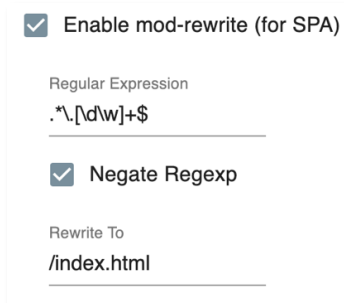 Enable mod-rewrite (for SPA)
Regular Expression
.*\.[\d\w]+$
Negate Regexp
Rewrite To
/index.html